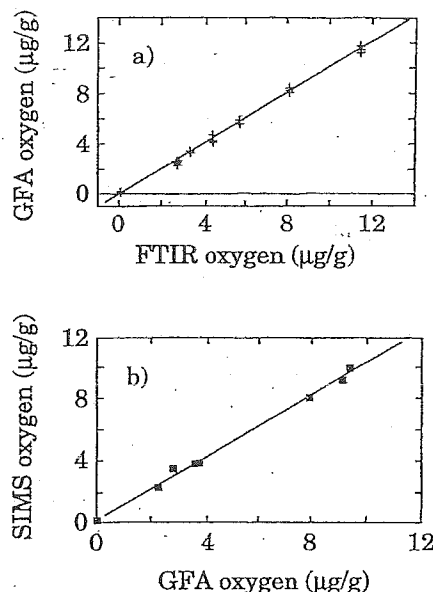 12
8
4
0
GFA oxygen (µg/g)
a)
0 4 8 12
FTIR oxygen (µg/g)
12
8
4
0
SIMS oxygen (µg/g)
b)
0 4 8 12
GFA oxygen (µg/g)